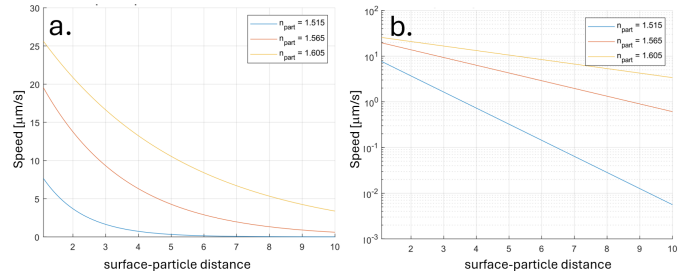 a.
30
25
20
15
10
5
0
Speed [μm/s]
2
3
4
5
6
7
8
9
10
surface-particle distance
n_part = 1.515
n_part = 1.565
n_part = 1.605
b.
10^2
10^1
10^0
10^-1
10^-2
10^-3
Speed [μm/s]
2
3
4
5
6
7
8
9
10
surface-particle distance
n_part = 1.515
n_part = 1.565
n_part = 1.605